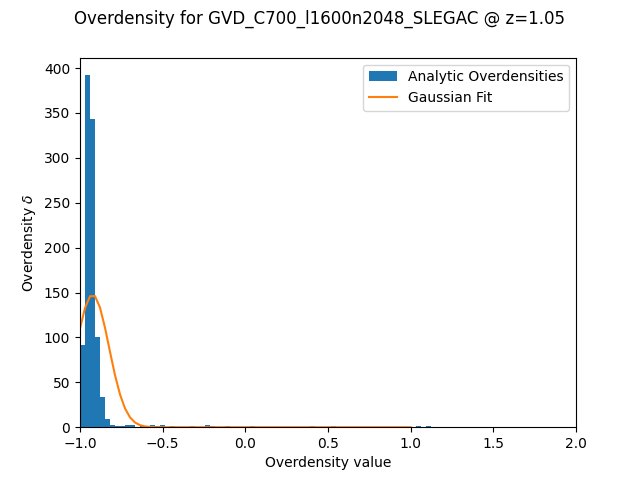 Overdensity for GVD_C700_l1600n2048_SLEGAC @ z=1.05
Analytic Overdensities
Gaussian Fit
Overdensity δ
400
350
300
250
200
150
100
50
0
−1.0 −0.5 0.0 0.5 1.0 1.5 2.0
Overdensity value